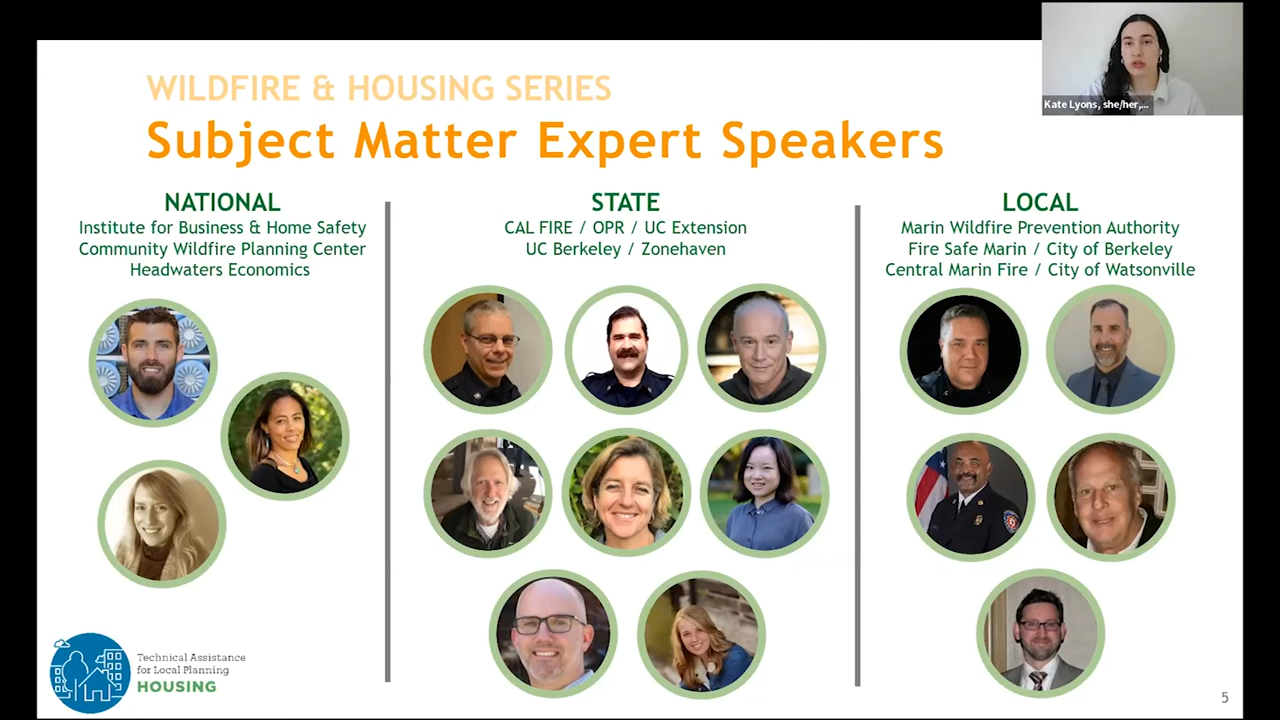 WILDFIRE & HOUSING SERIES
Subject Matter Expert Speakers
Kate Lyons, she/her,...
NATIONAL
Institute for Business & Home Safety
Community Wildfire Planning Center
Headwaters Economics
STATE
CAL FIRE / OPR / UC Extension
UC Berkeley / Zonehaven
LOCAL
Marin Wildfire Prevention Authority
Fire Safe Marin / City of Berkeley
Central Marin Fire / City of Watsonville
Technical Assistance
for Local Planning
HOUSING
5